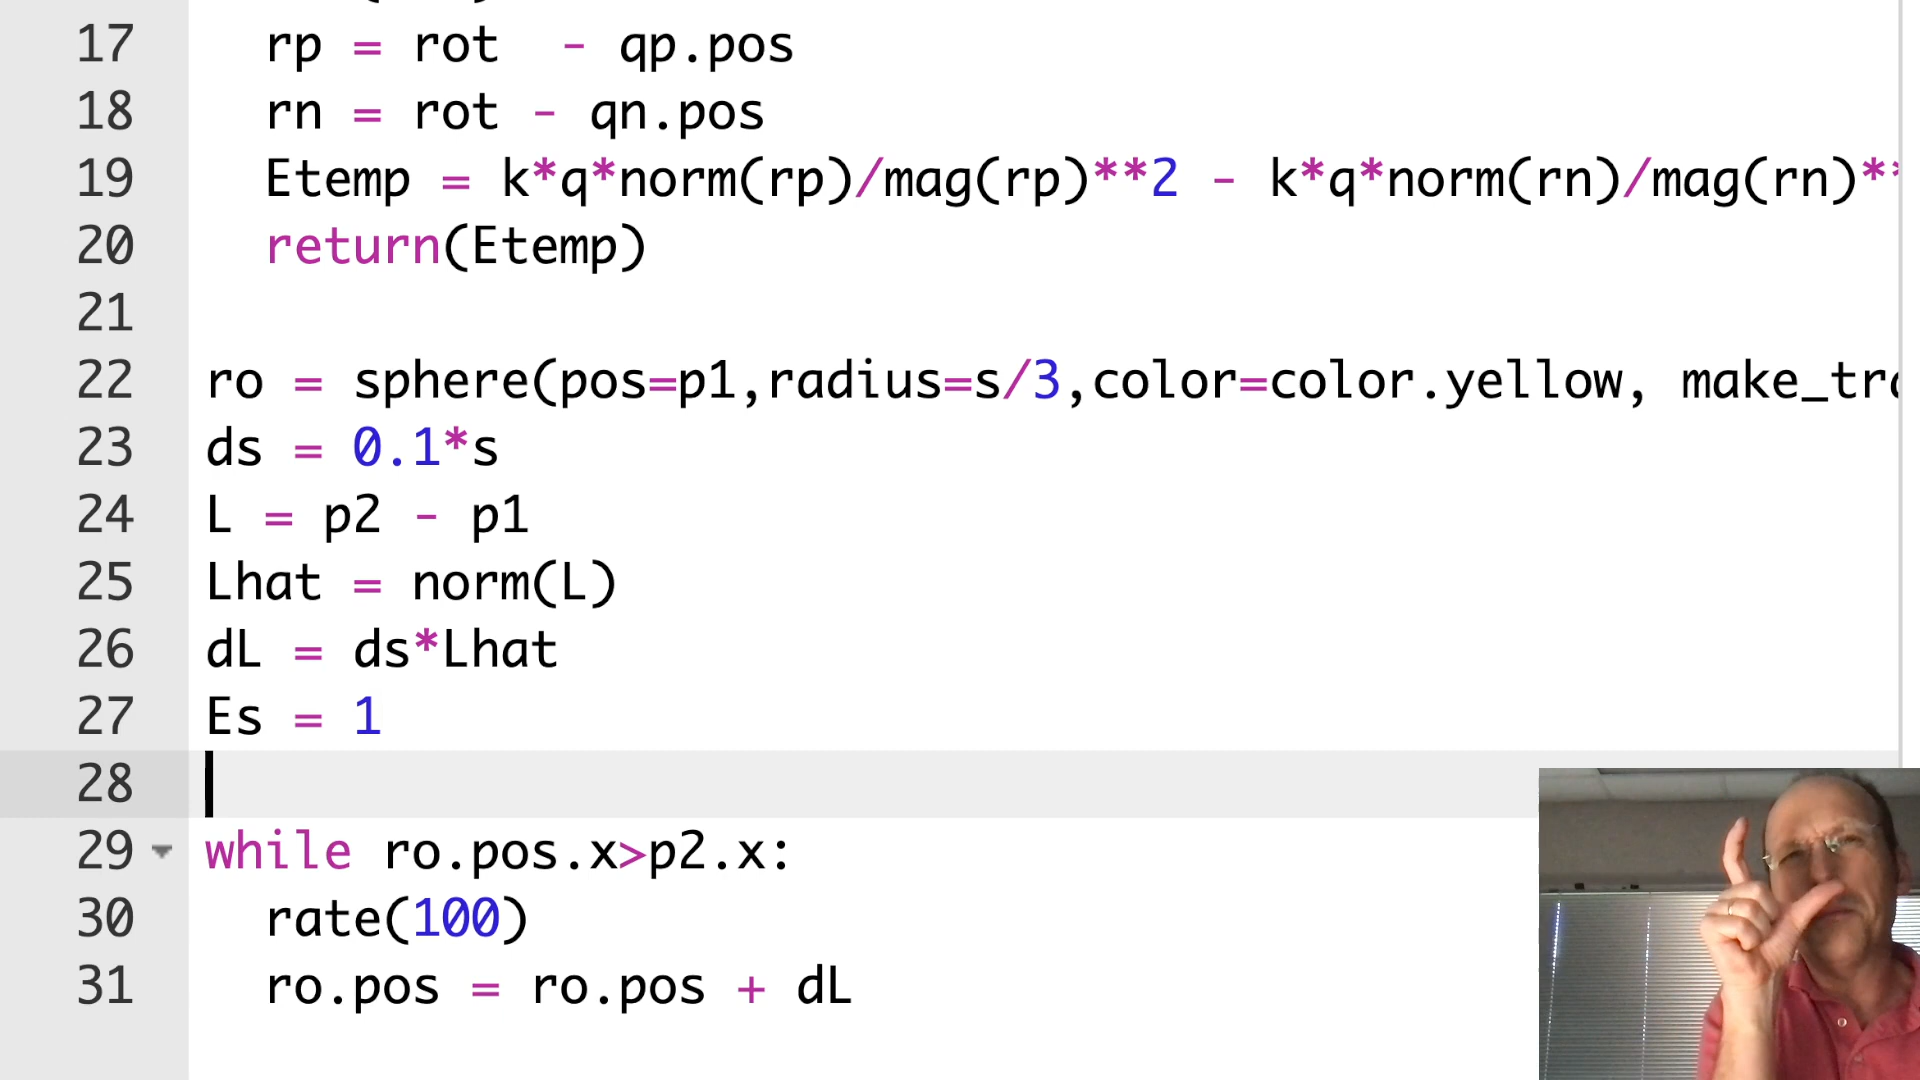 17 rp = rot  - qp.pos
18 rn = rot - qn.pos
19 Etemp = k*q*norm(rp)/mag(rp)**2 - k*q*norm(rn)/mag(rn)**
20 return(Etemp)
21
22 ro = sphere(pos=p1,radius=s/3,color=color.yellow, make_tra
23 ds = 0.1*s
24 L = p2 - p1
25 Lhat = norm(L)
26 dL = ds*Lhat
27 Es = 1
28
29 while ro.pos.x>p2.x:
30 rate(100)
31 ro.pos = ro.pos + dL